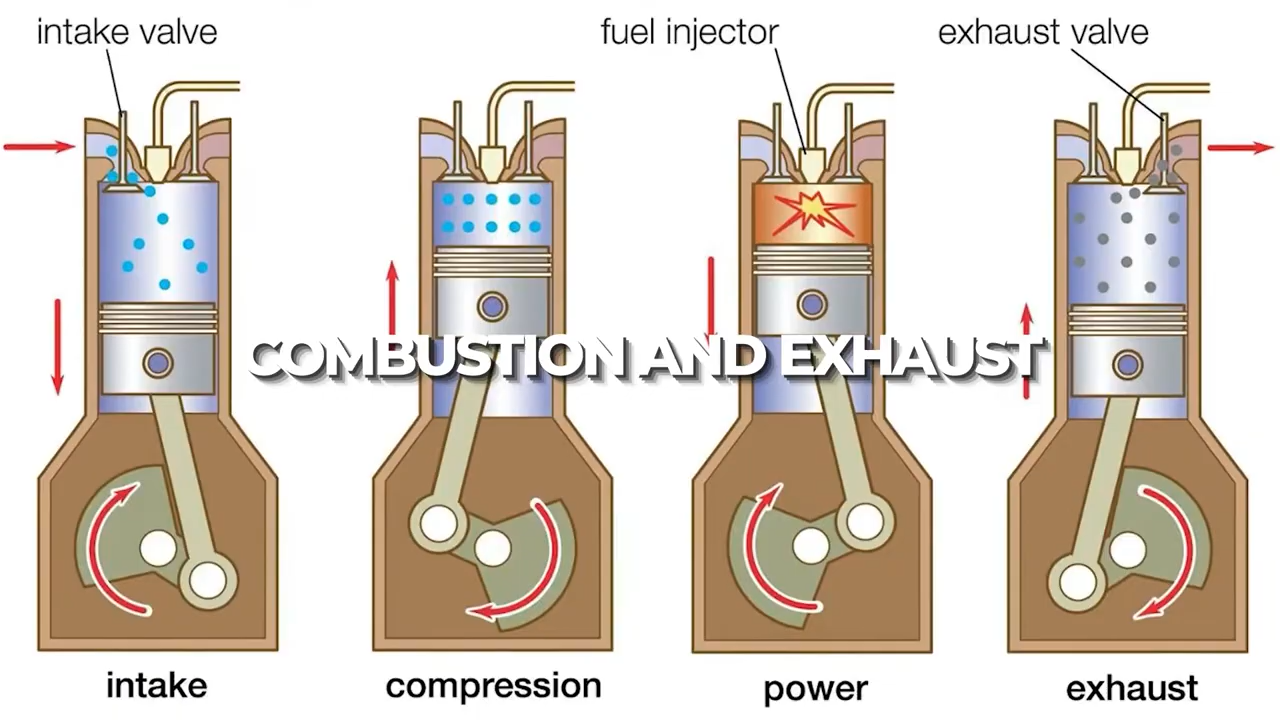 intake valve
fuel injector
exhaust valve
COMBUSTION AND EXHAUST
intake
compression
power
exhaust